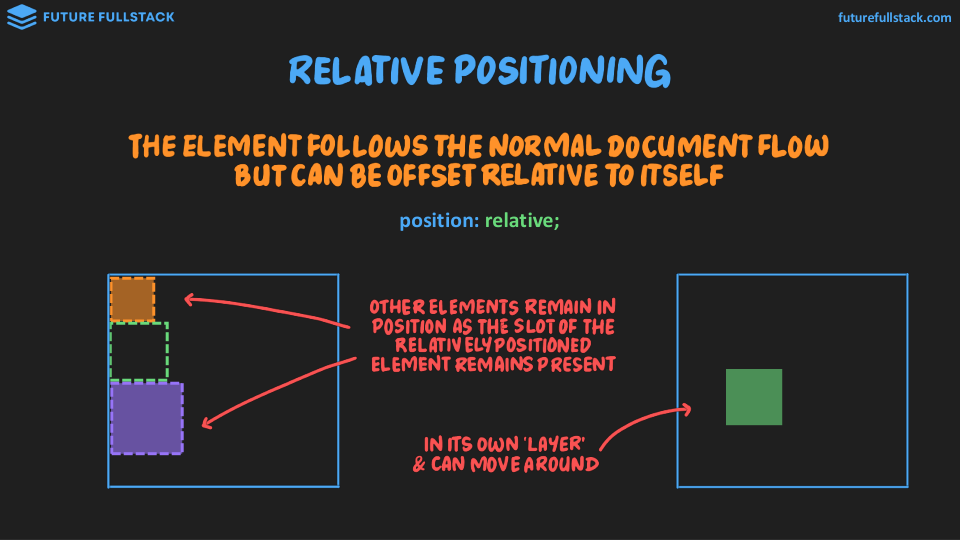 FUTURE FULLSTACK
futurefullstack.com
RELATIVE POSITIONING
THE ELEMENT FOLLOWS THE NORMAL DOCUMENT FLOW
BUT CAN BE OFFSET RELATIVE TO ITSELF
position: relative;
OTHER ELEMENTS REMAIN IN
POSITION AS THE SLOT OF THE
RELATIVELY POSITIONED
ELEMENT REMAINS PRESENT
IN ITS OWN 'LAYER'
& CAN MOVE AROUND